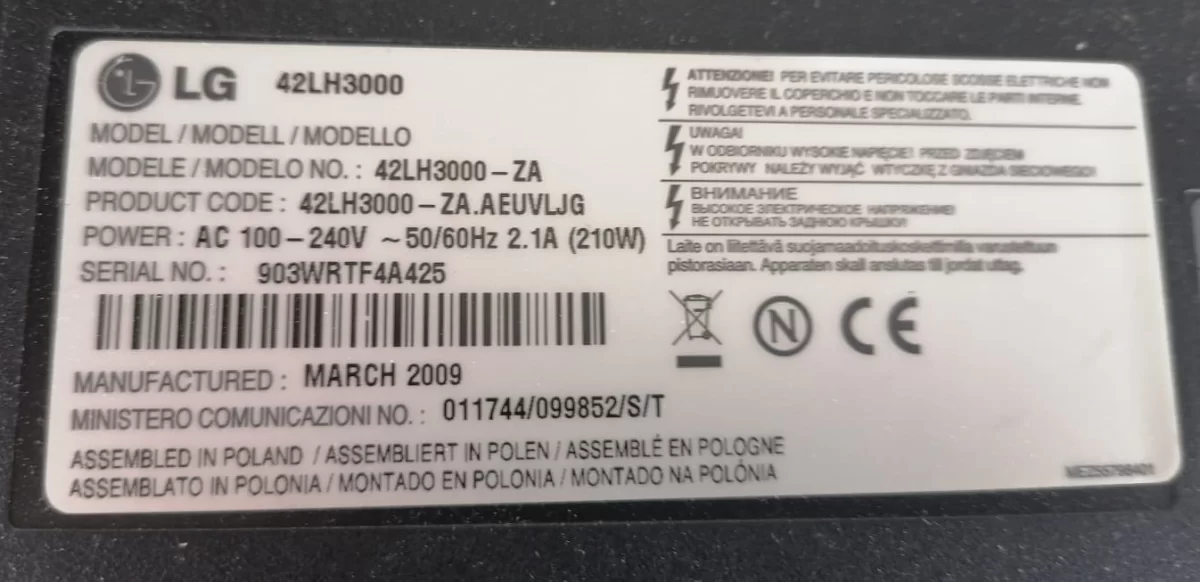 LG 42LH3000
MODEL / MODELL / MODELLO
MODELE / MODELO NO. : 42LH3000-ZA
PRODUCT CODE : 42LH3000-ZA.AEUVLJG
POWER : AC 100-240V ~50/60Hz 2.1A (210W)
SERIAL NO. : 903WRTF4A425
MANUFACTURED : MARCH 2009
MINISTERO COMUNICAZIONI NO. : 011744/099852/S/T
ASSEMBLED IN POLAND / ASSEMBLIERT IN POLEN / ASSEMBLÉ EN POLOGNE
ASSEMBLATO IN POLONIA / MONTADO EN POLONIA / MONTADO NA POLÓNIA
ATTENZIONE! PER EVITARE PERICOLOSE SCOSSE ELETTRICHE NON
RIMUOVERE IL COPERCHIO E NON TOCCARE LE PARTI INTERNE.
RIVOLGETEVI A PERSONALE SPECIALIZZATO.
UWAGA!
W ODBIORNIKU WYSOKIE NAPIĘCIE! PRZED ZDJĘCIEM
POKRYWY NALEŻY WYJĄĆ WTYCZKĘ Z GNIAZDA SIECIOWEGO!
ВНИМАНИЕ
ВЫСОКОЕ ЭЛЕКТРИЧЕСКОЕ НАПРЯЖЕНИЕ!
НЕ ОТКРЫВАТЬ ЗАДНЮЮ КРЫШКУ!
Laite on liitettävä suojamaadoituskoskettimilla varustettuun
pistorasiaan. Apparaten skall anslutas till jordat uttag.
N CE